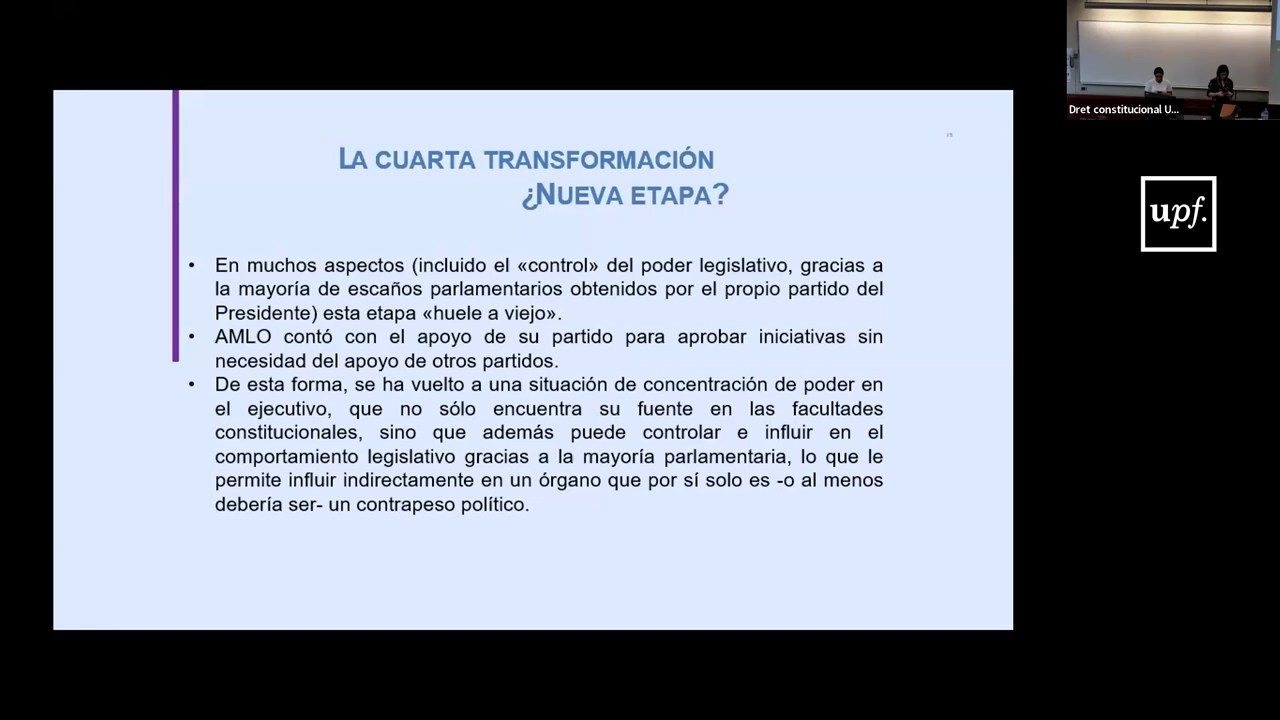 LA CUARTA TRANSFORMACIÓN
¿NUEVA ETAPA?
• En muchos aspectos (incluido el «control» del poder legislativo, gracias a
la mayoría de escaños parlamentarios obtenidos por el propio partido del
Presidente) esta etapa «huele a viejo».
• AMLO contó con el apoyo de su partido para aprobar iniciativas sin
necesidad del apoyo de otros partidos.
• De esta forma, se ha vuelto a una situación de concentración de poder en
el ejecutivo, que no sólo encuentra su fuente en las facultades
constitucionales, sino que además puede controlar e influir en el
comportamiento legislativo gracias a la mayoría parlamentaria, lo que le
permite influir indirectamente en un órgano que por sí solo es -o al menos
debería ser- un contrapeso político.
Dret constitucional U...
upf.